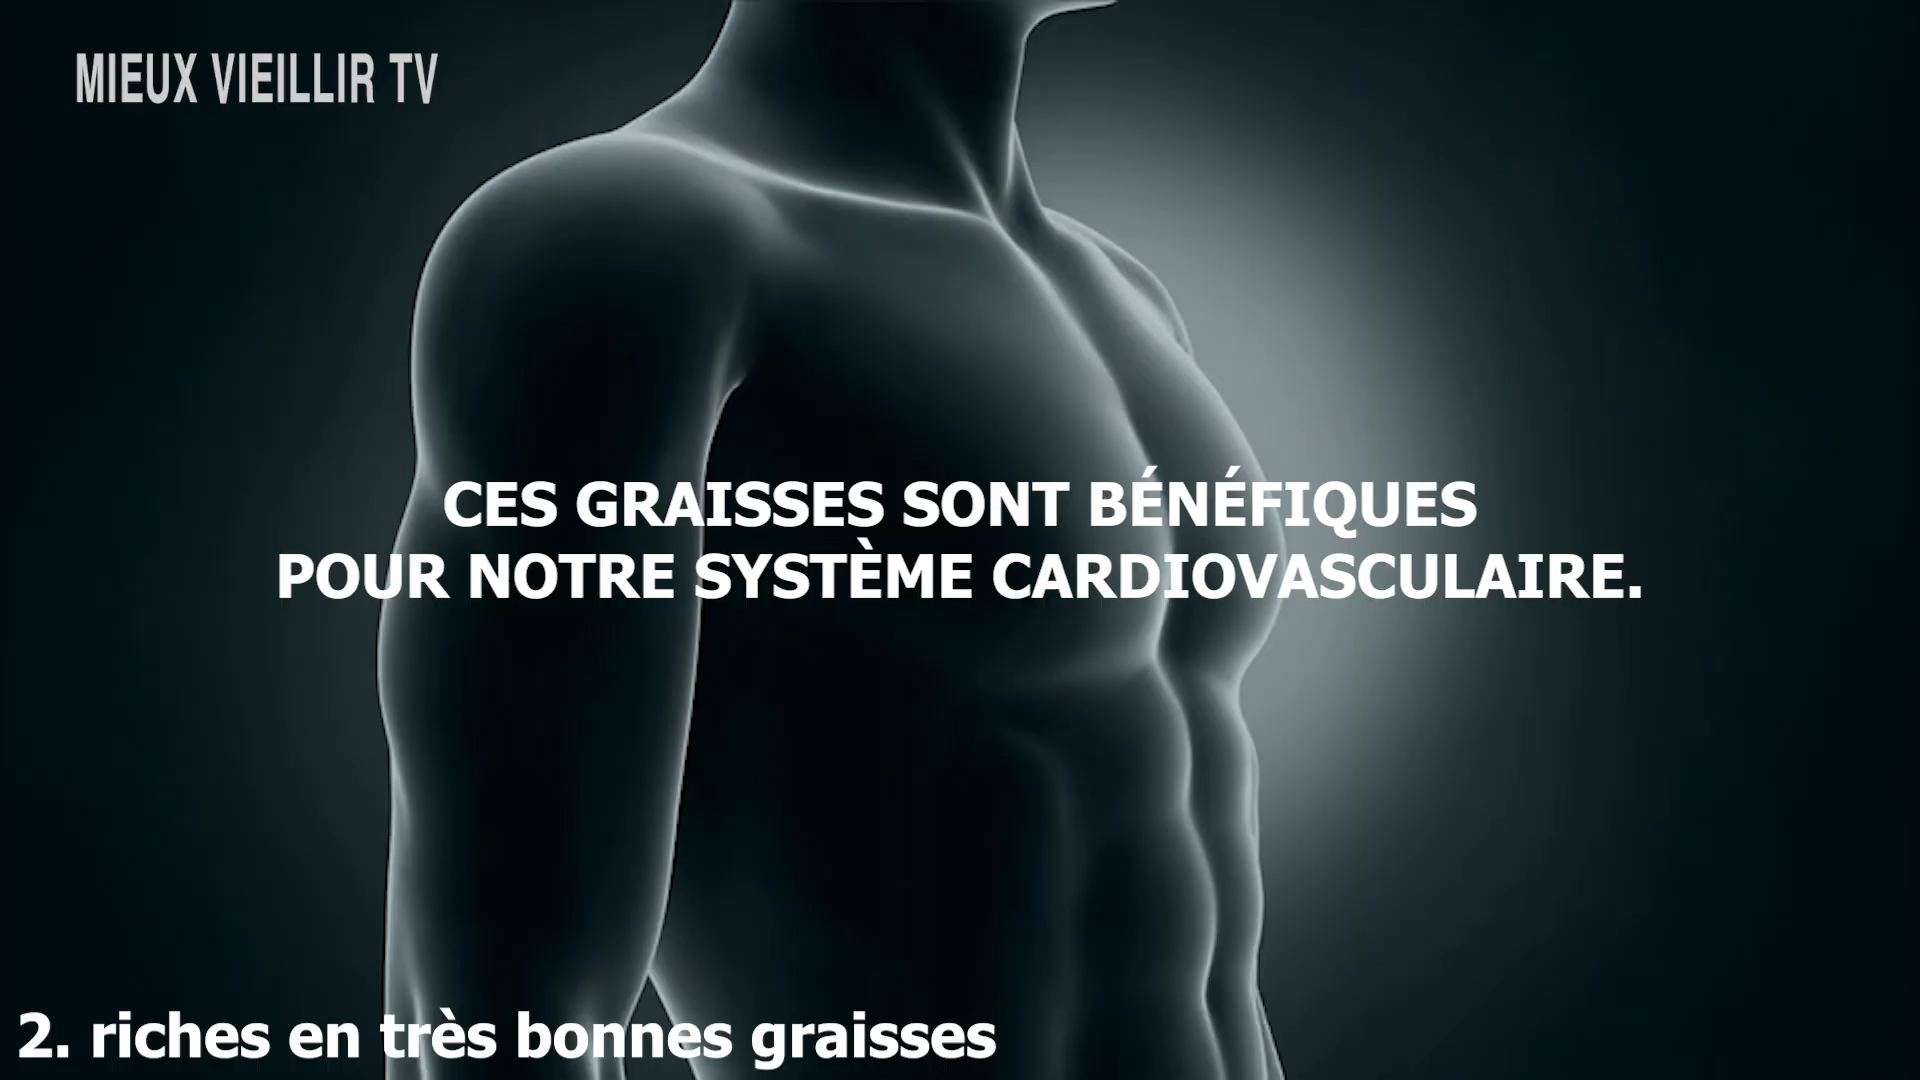 MIEUX VIEILLIR TV
CES GRAISSES SONT BÉNÉFIQUES
POUR NOTRE SYSTÈME CARDIOVASCULAIRE.
2. riches en très bonnes graisses